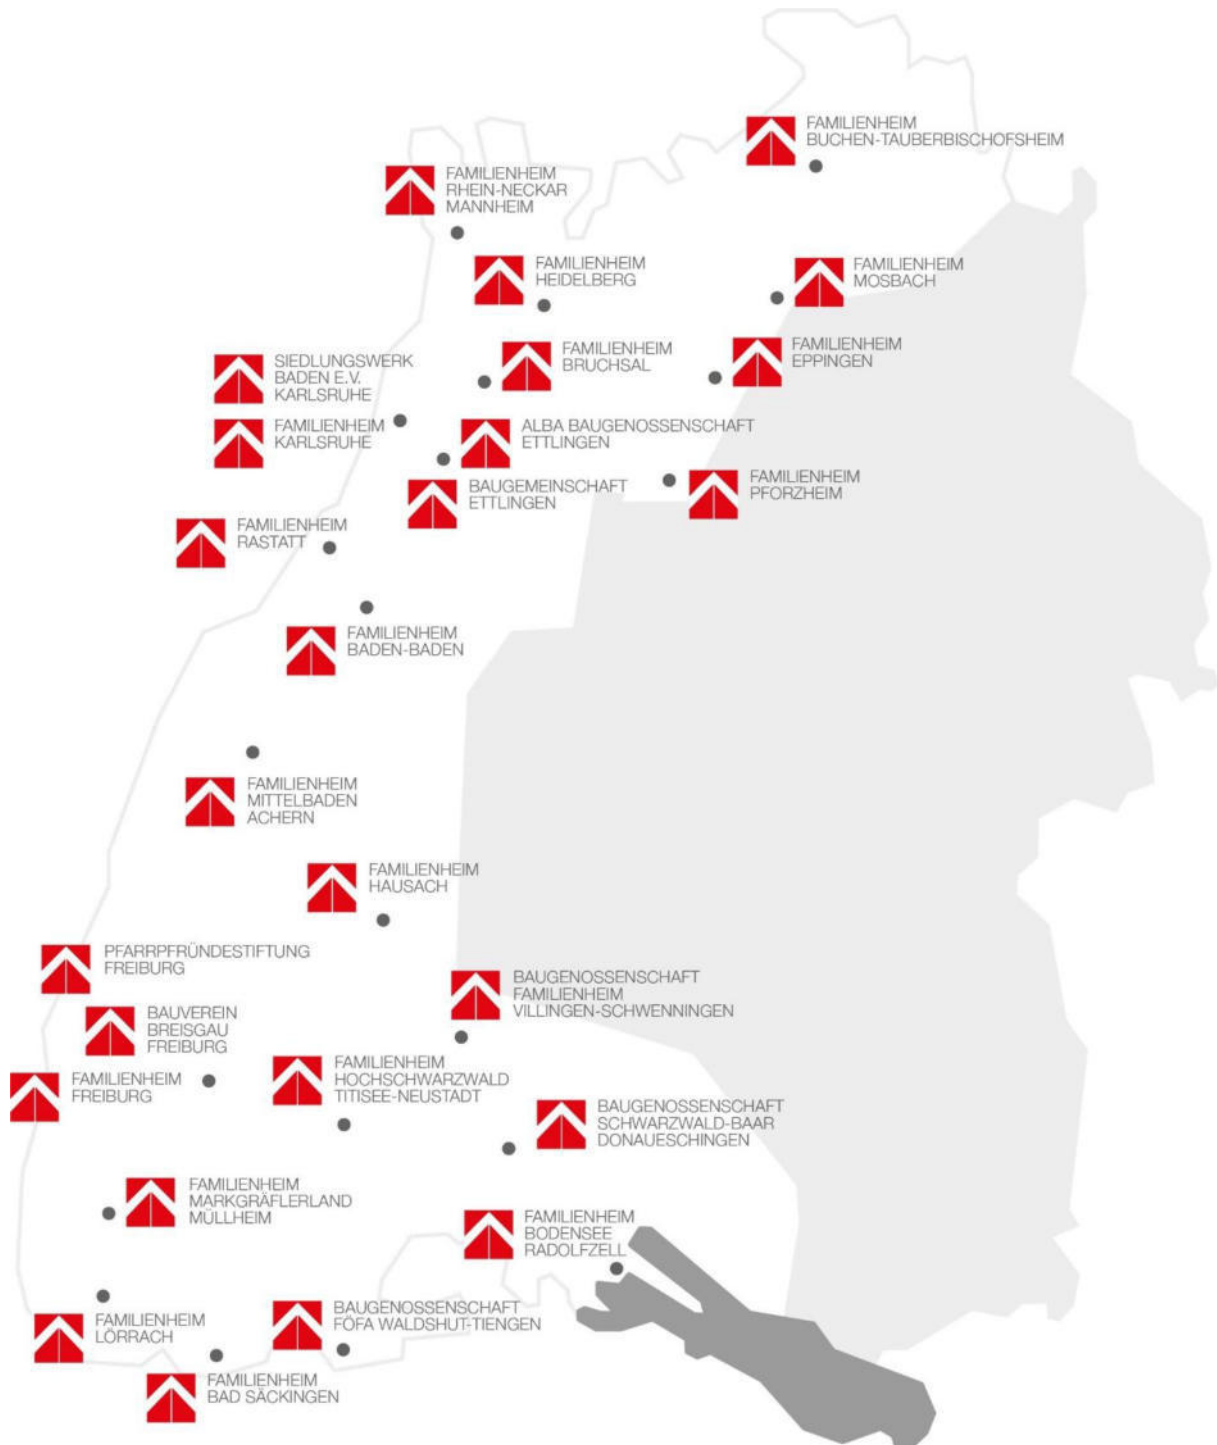 FAMILIENHEIM
BUCHEN-TAUBERBISCHOFSHEIM
FAMILIENHEIM
RHEIN-NECKAR
MANNHEIM
FAMILIENHEIM
HEIDELBERG
FAMILIENHEIM
MOSBACH
FAMILIENHEIM
EPPINGEN
FAMILIENHEIM
BRUCHSAL
SIEDLUNGSWERK
BADEN E.V.
KARLSRUHE
FAMILIENHEIM
KARLSRUHE
ALBA BAUGENOSSENSCHAFT
ETTLINGEN
BAUGEMEINSCHAFT
ETTLINGEN
FAMILIENHEIM
PFORZHEIM
FAMILIENHEIM
RASTATT
FAMILIENHEIM
BADEN-BADEN
FAMILIENHEIM
MITTELBADEN
ACHERN
FAMILIENHEIM
HAUSACH
PFARRPFRÜNDESTIFTUNG
FREIBURG
BAUGENOSSENSCHAFT
FAMILIENHEIM
VILLINGEN-SCHWENNINGEN
BAUVEREIN
BREISGAU
FREIBURG
FAMILIENHEIM
HOCHSCHWARZWALD
TITISEE-NEUSTADT
FAMILIENHEIM
FREIBURG
BAUGENOSSENSCHAFT
SCHWARZWALD-BAAR
DONAUESCHINGEN
FAMILIENHEIM
MARKGRÄFLERLAND
MÜLLHEIM
FAMILIENHEIM
BODENSEE
RADOLFZELL
BAUGENOSSENSCHAFT
FÖFA WALDSHUT-TIENGEN
FAMILIENHEIM
LÖRRACH
FAMILIENHEIM
BAD SÄCKINGEN